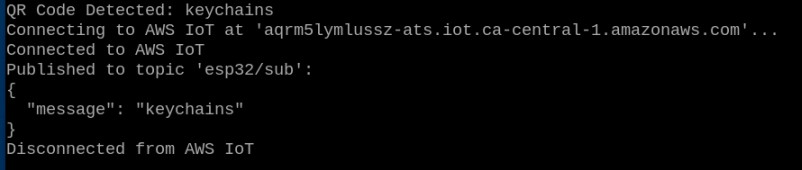 QR Code Detected: keychains
Connecting to AWS IoT at 'aqrm5lymlussz-ats.iot.ca-central-1.amazonaws.com'...
Connected to AWS IoT
Published to topic 'esp32/sub':
{
  "message": "keychains"
}
Disconnected from AWS IoT